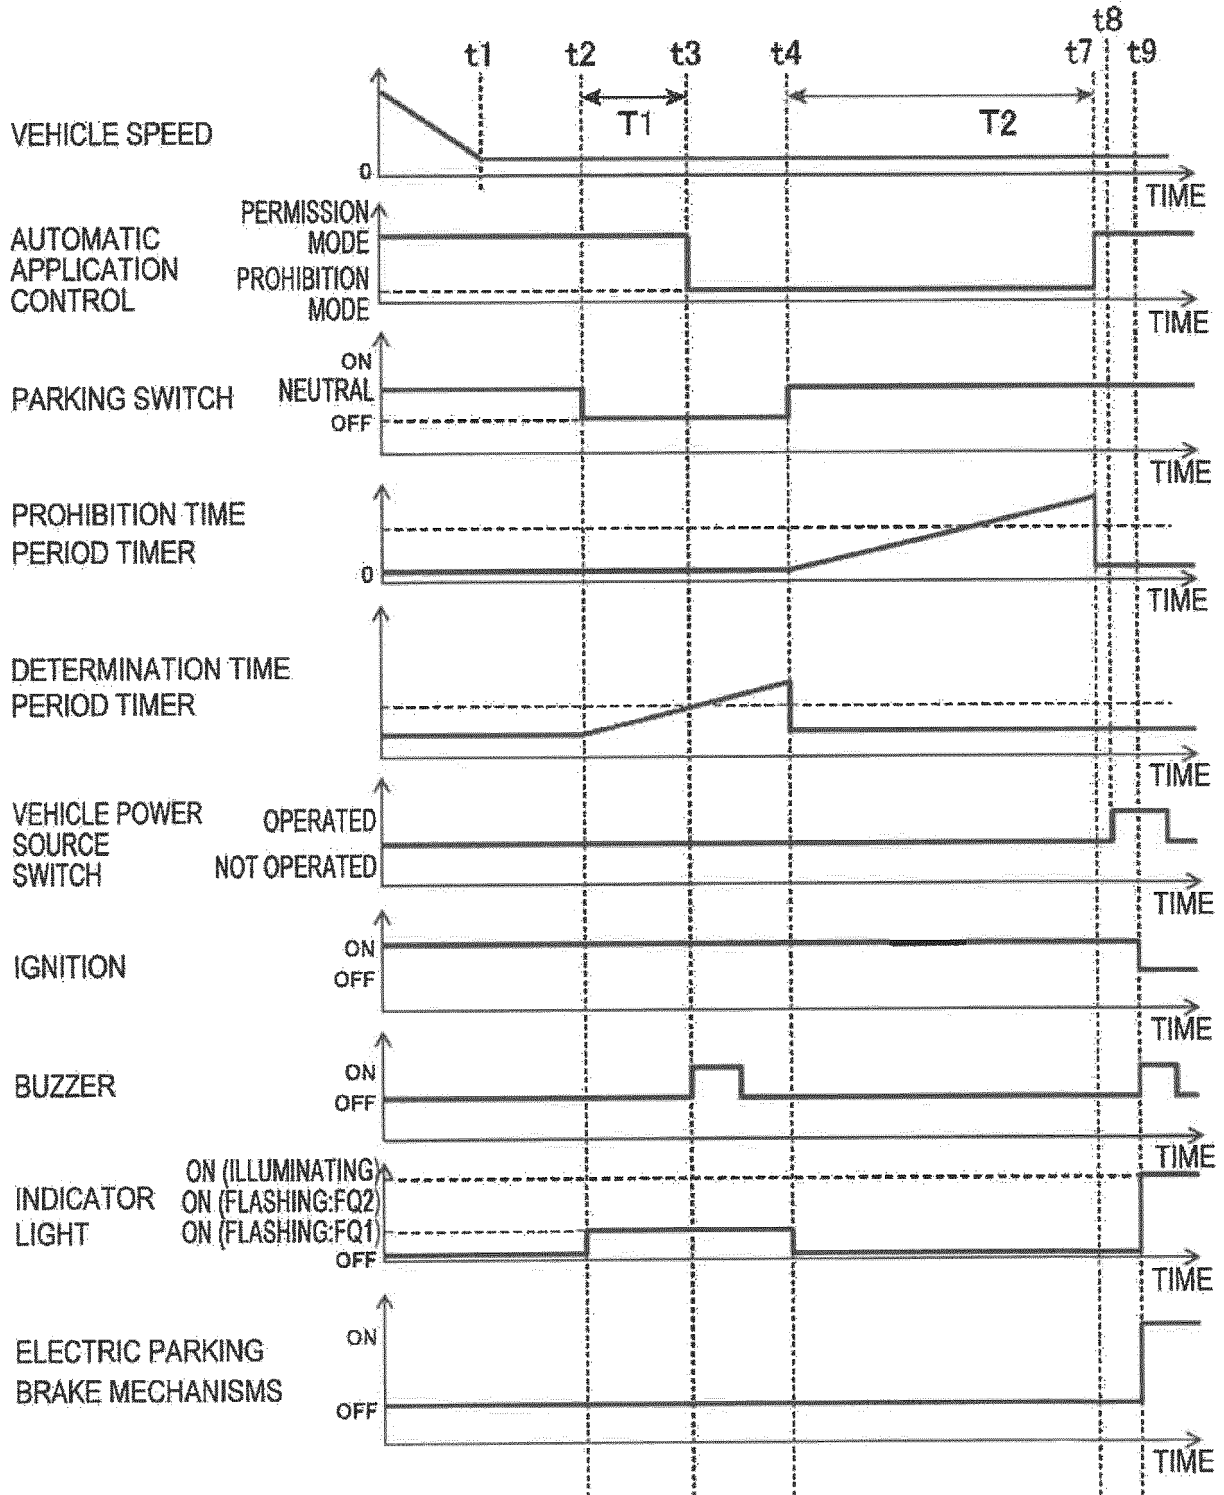 t8
t1 t2 t3 t4 t7 t9
T1 T2
VEHICLE SPEED
0
TIME
AUTOMATIC
APPLICATION
CONTROL
PERMISSION
MODE
PROHIBITION
MODE
TIME
PARKING SWITCH
ON
NEUTRAL
OFF
TIME
PROHIBITION TIME
PERIOD TIMER
0
TIME
DETERMINATION TIME
PERIOD TIMER
TIME
VEHICLE POWER
SOURCE
SWITCH
OPERATED
NOT OPERATED
TIME
IGNITION
ON
OFF
TIME
BUZZER
ON
OFF
TIME
INDICATOR
LIGHT
ON (ILLUMINATING)
ON (FLASHING:FQ2)
ON (FLASHING:FQ1)
OFF
TIME
ELECTRIC PARKING
BRAKE MECHANISMS
ON
OFF
TIME